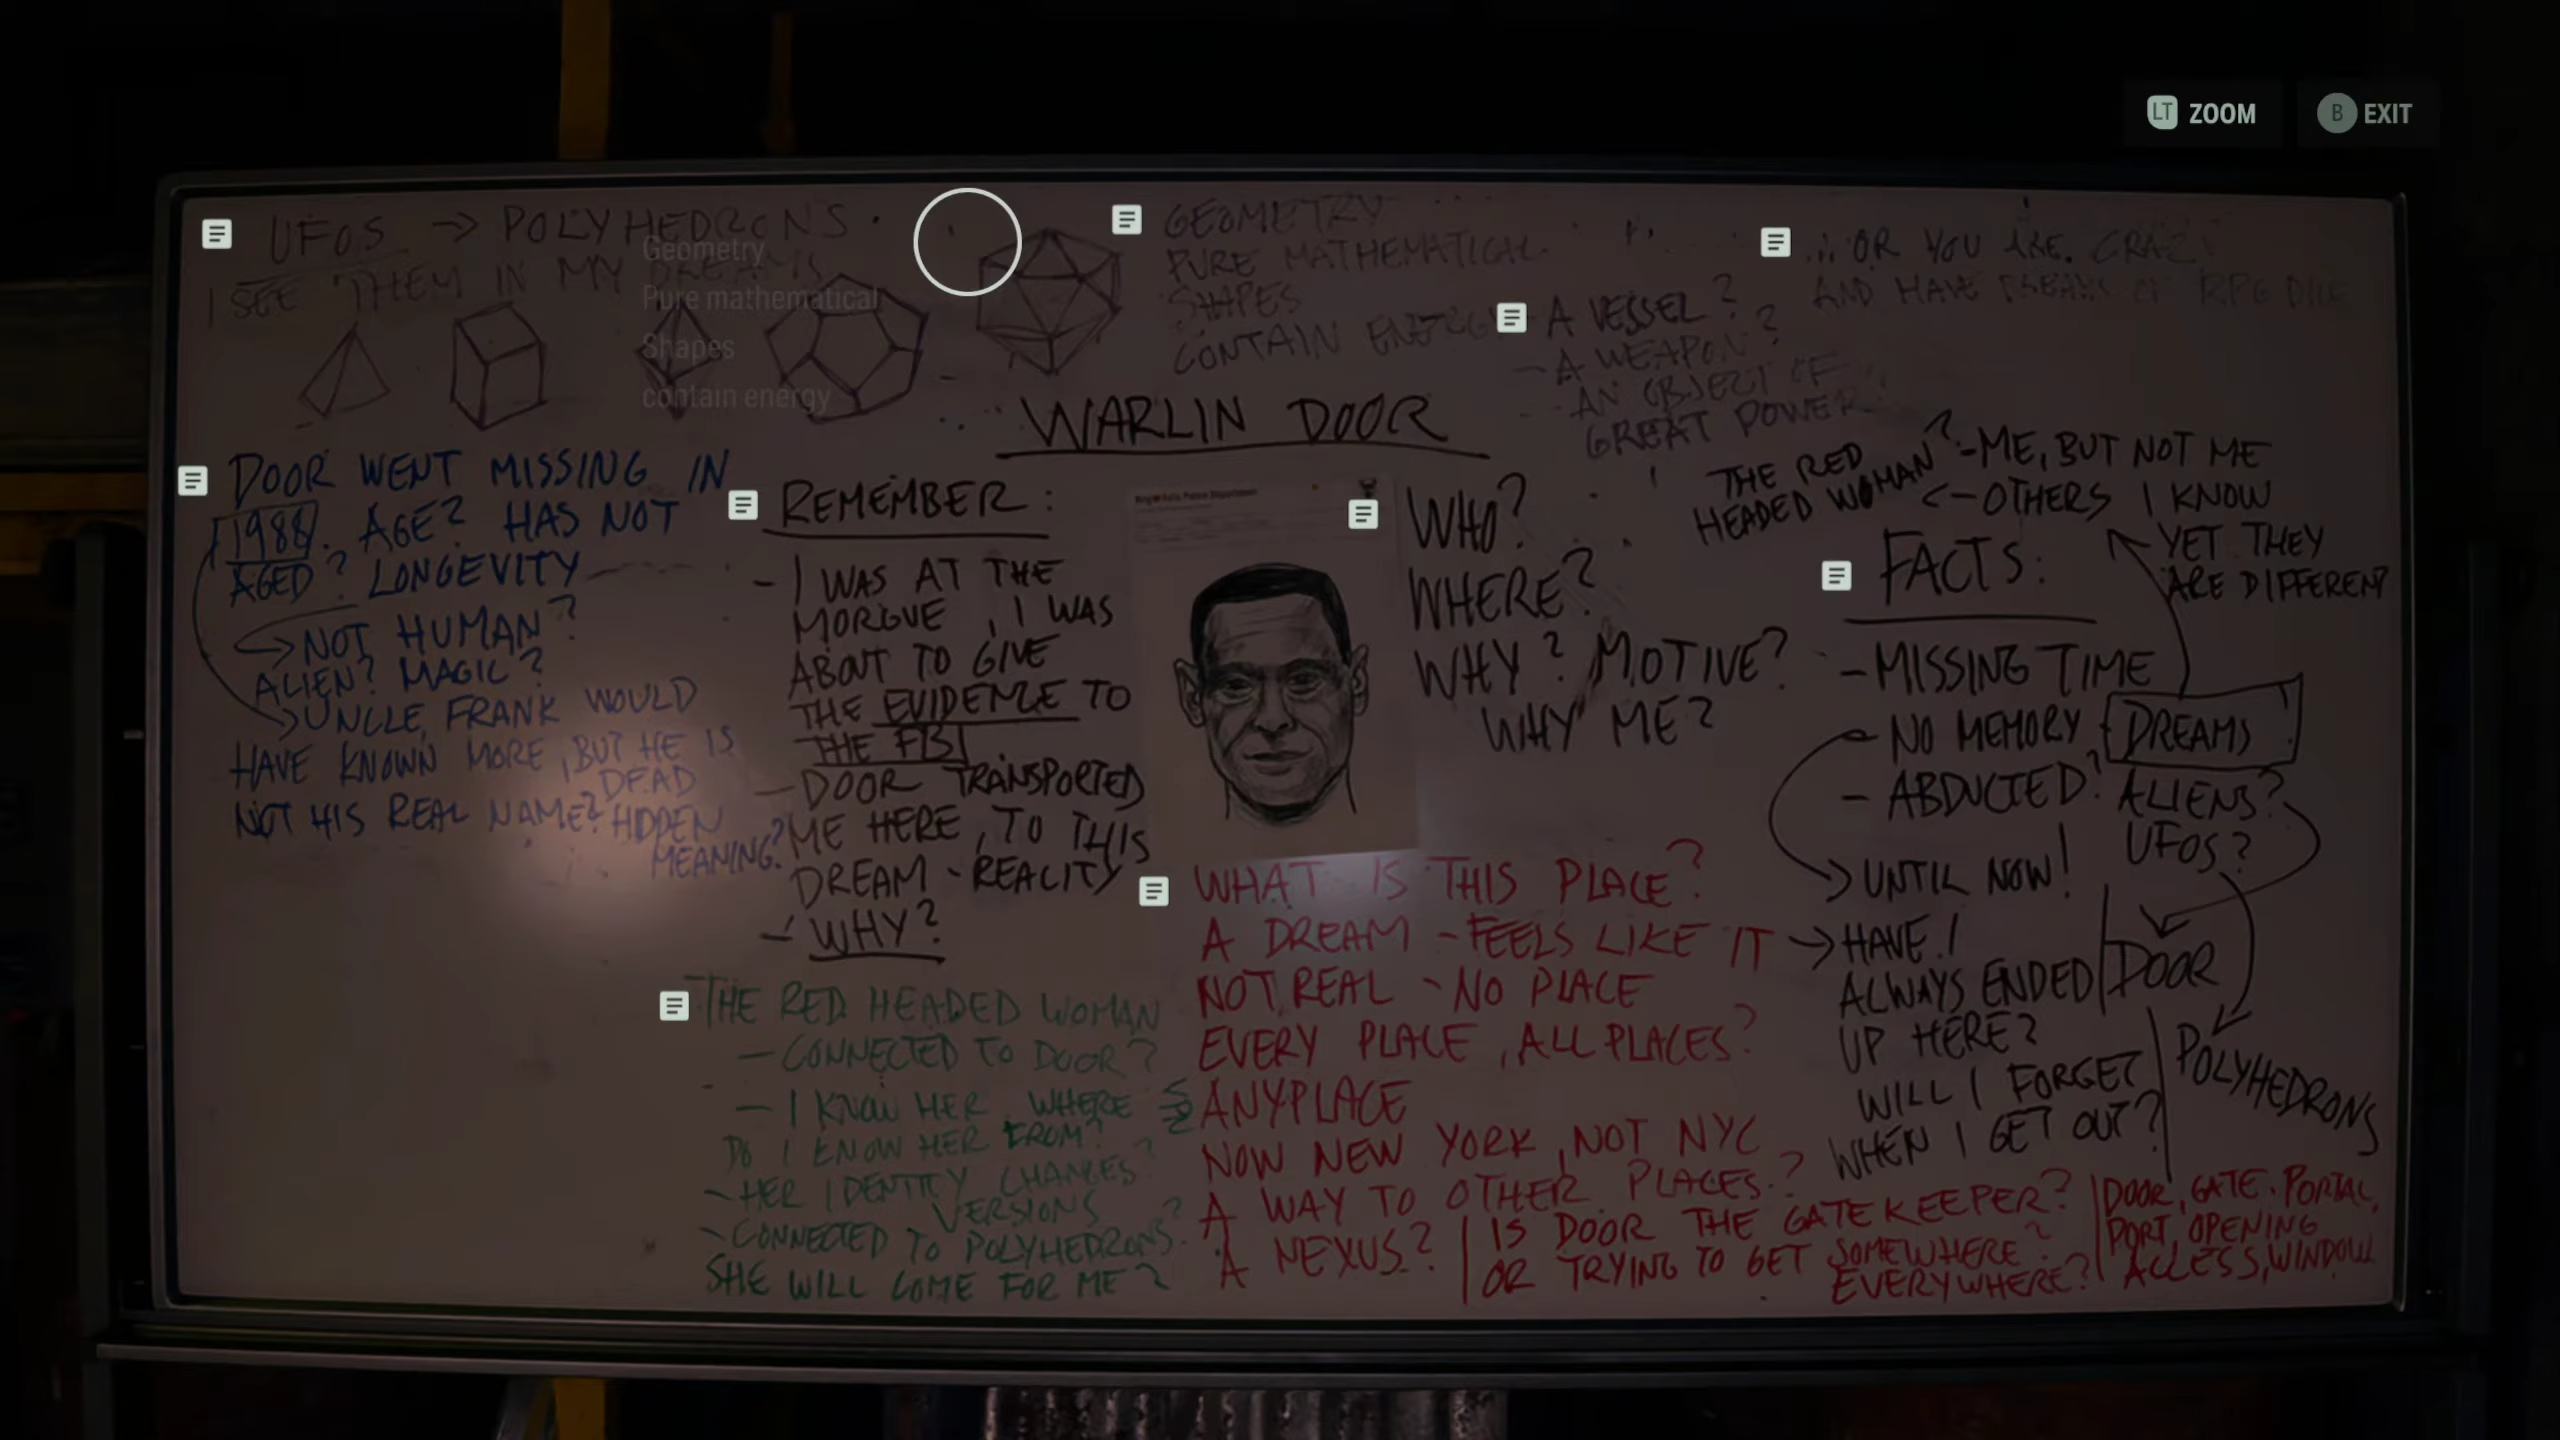 LT ZOOM
B EXIT
UFOS → POLYHEDRONS
I SEE THEM IN MY DREAMS
Geometry
Pure mathematical
Shapes
contain energy
GEOMETRY
PURE MATHEMATICAL
SHAPES
CONTAIN ENERGY
- A VESSEL?
- A WEAPON?
- AN OBJECT OF
GREAT POWER
... OR YOU ARE CRAZY
AND HAVE DREAMS OF RPG DICE
WARLIN DOOR
DOOR WENT MISSING IN
1988. AGE? HAS NOT
AGED? LONGEVITY
→ NOT HUMAN?
ALIEN? MAGIC?
→ UNCLE FRANK WOULD
HAVE KNOWN MORE, BUT HE IS
DEAD
NOT HIS REAL NAME? HIDDEN
MEANING?
REMEMBER:
- I WAS AT THE
MORGUE, I WAS
ABOUT TO GIVE
THE EVIDENCE TO
THE FBI
- DOOR TRANSPORTED
ME HERE, TO THIS
DREAM - REALITY
- WHY?
WHO?
WHERE?
WHY? MOTIVE?
WHY ME?
THE RED
HEADED WOMAN?
- ME, BUT NOT ME
<- OTHERS I KNOW
YET THEY
ARE DIFFERENT
FACTS:
- MISSING TIME
- NO MEMORY
DREAMS
- ABDUCTED? ALIENS?
UFOS?
→ UNTIL NOW!
→ HAVE I
ALWAYS ENDED
UP HERE?
WILL I FORGET
WHEN I GET OUT?
DOOR
POLYHEDRONS
THE RED HEADED WOMAN
- CONNECTED TO DOOR?
- I KNOW HER, WHERE
DO I KNOW HER FROM?
- HER IDENTITY CHANGES?
VERSIONS
- CONNECTED TO POLYHEDRONS?
SHE WILL COME FOR ME?
WHAT IS THIS PLACE?
A DREAM - FEELS LIKE IT
NOT REAL - NO PLACE
EVERY PLACE, ALL PLACES?
ANYPLACE
NOW NEW YORK, NOT NYC
A WAY TO OTHER PLACES?
A NEXUS?
IS DOOR THE GATEKEEPER?
OR TRYING TO GET SOMEWHERE?
EVERYWHERE?
DOOR, GATE, PORTAL,
PORT, OPENING
ACCESS, WINDOW